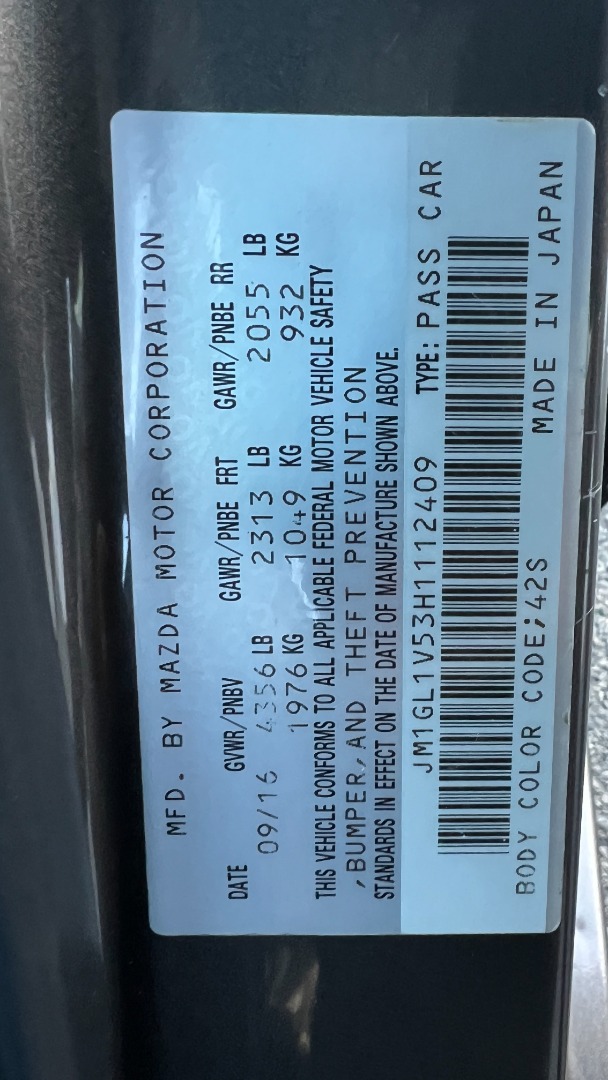 MFD. BY MAZDA MOTOR CORPORATION
DATE GVWR/PNBV GAWR/PNBE FRT GAWR/PNBE RR
09/16 4356 LB 2313 LB 2055 LB
1976 KG 1049 KG 932 KG
THIS VEHICLE CONFORMS TO ALL APPLICABLE FEDERAL MOTOR VEHICLE SAFETY
,BUMPER,AND THEFT PREVENTION
STANDARDS IN EFFECT ON THE DATE OF MANUFACTURE SHOWN ABOVE.
JM1GL1V53H1112409 TYPE: PASS CAR
BODY COLOR CODE;42S MADE IN JAPAN